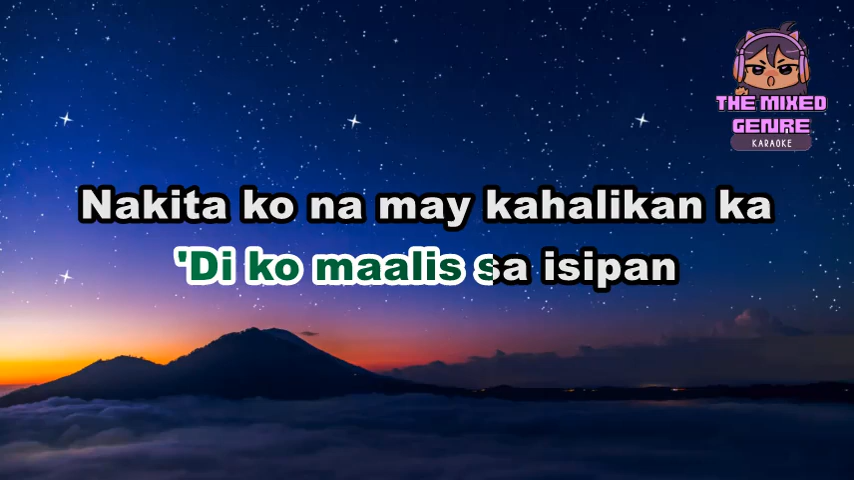 THE MIXED
GENRE
KARAOKE
Nakita ko na may kahalikan ka
'Di ko maalis sa isipan